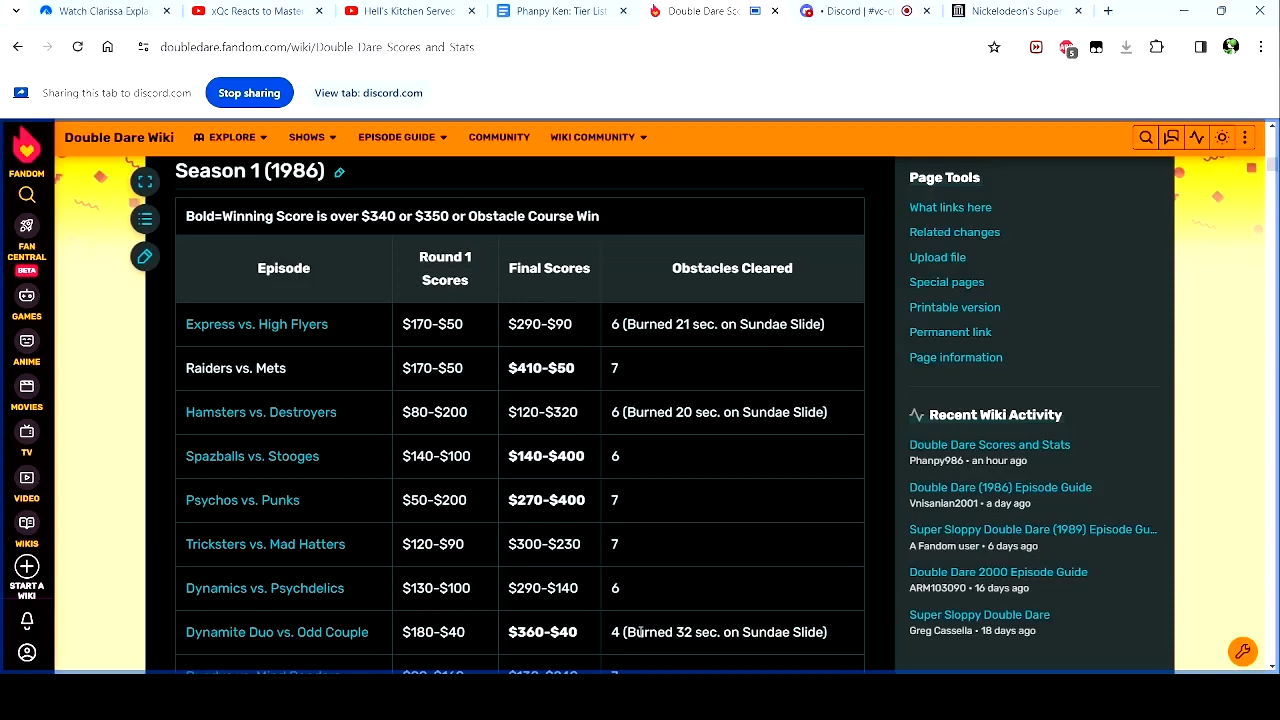 Watch Clarissa Explai
xQc React to Master
Hell's Kitchen Served
Phanpy Ken: Tier List
Double Dare Sco
• Discord | #vc-c
Nickelodeon's Super
doubledare.fandom.com/wiki/Double_Dare_Scores_and_Stats
5
Sharing this tab to discord.com
Stop sharing
View tab: discord.com
FANDOM
Double Dare Wiki
EXPLORE
SHOWS
EPISODE GUIDE
COMMUNITY
WIKI COMMUNITY
FAN CENTRAL
BETA
GAMES
ANIME
MOVIES
TV
VIDEO
WIKIS
START A WIKI
Season 1 (1986)
Bold=Winning Score is over $340 or $350 or Obstacle Course Win
Episode Round 1 Scores Final Scores Obstacles Cleared
Express vs. High Flyers $170-$50 $290-$90 6 (Burned 21 sec. on Sundae Slide)
Raiders vs. Mets $170-$50 $410-$50 7
Hamsters vs. Destroyers $80-$200 $120-$320 6 (Burned 20 sec. on Sundae Slide)
Spazballs vs. Stooges $140-$100 $140-$400 6
Psychos vs. Punks $50-$200 $270-$400 7
Tricksters vs. Mad Hatters $120-$90 $300-$230 7
Dynamics vs. Psychdelics $130-$100 $290-$140 6
Dynamite Duo vs. Odd Couple $180-$40 $360-$40 4 (Burned 32 sec. on Sundae Slide)
Page Tools
What links here
Related changes
Upload file
Special pages
Printable version
Permanent link
Page information
Recent Wiki Activity
Double Dare Scores and Stats
Phanpy986 • an hour ago
Double Dare (1986) Episode Guide
Vnisanian2001 • a day ago
Super Sloppy Double Dare (1989) Episode Gu...
A Fandom user • 6 days ago
Double Dare 2000 Episode Guide
ARM103090 • 16 days ago
Super Sloppy Double Dare
Greg Cassella • 18 days ago